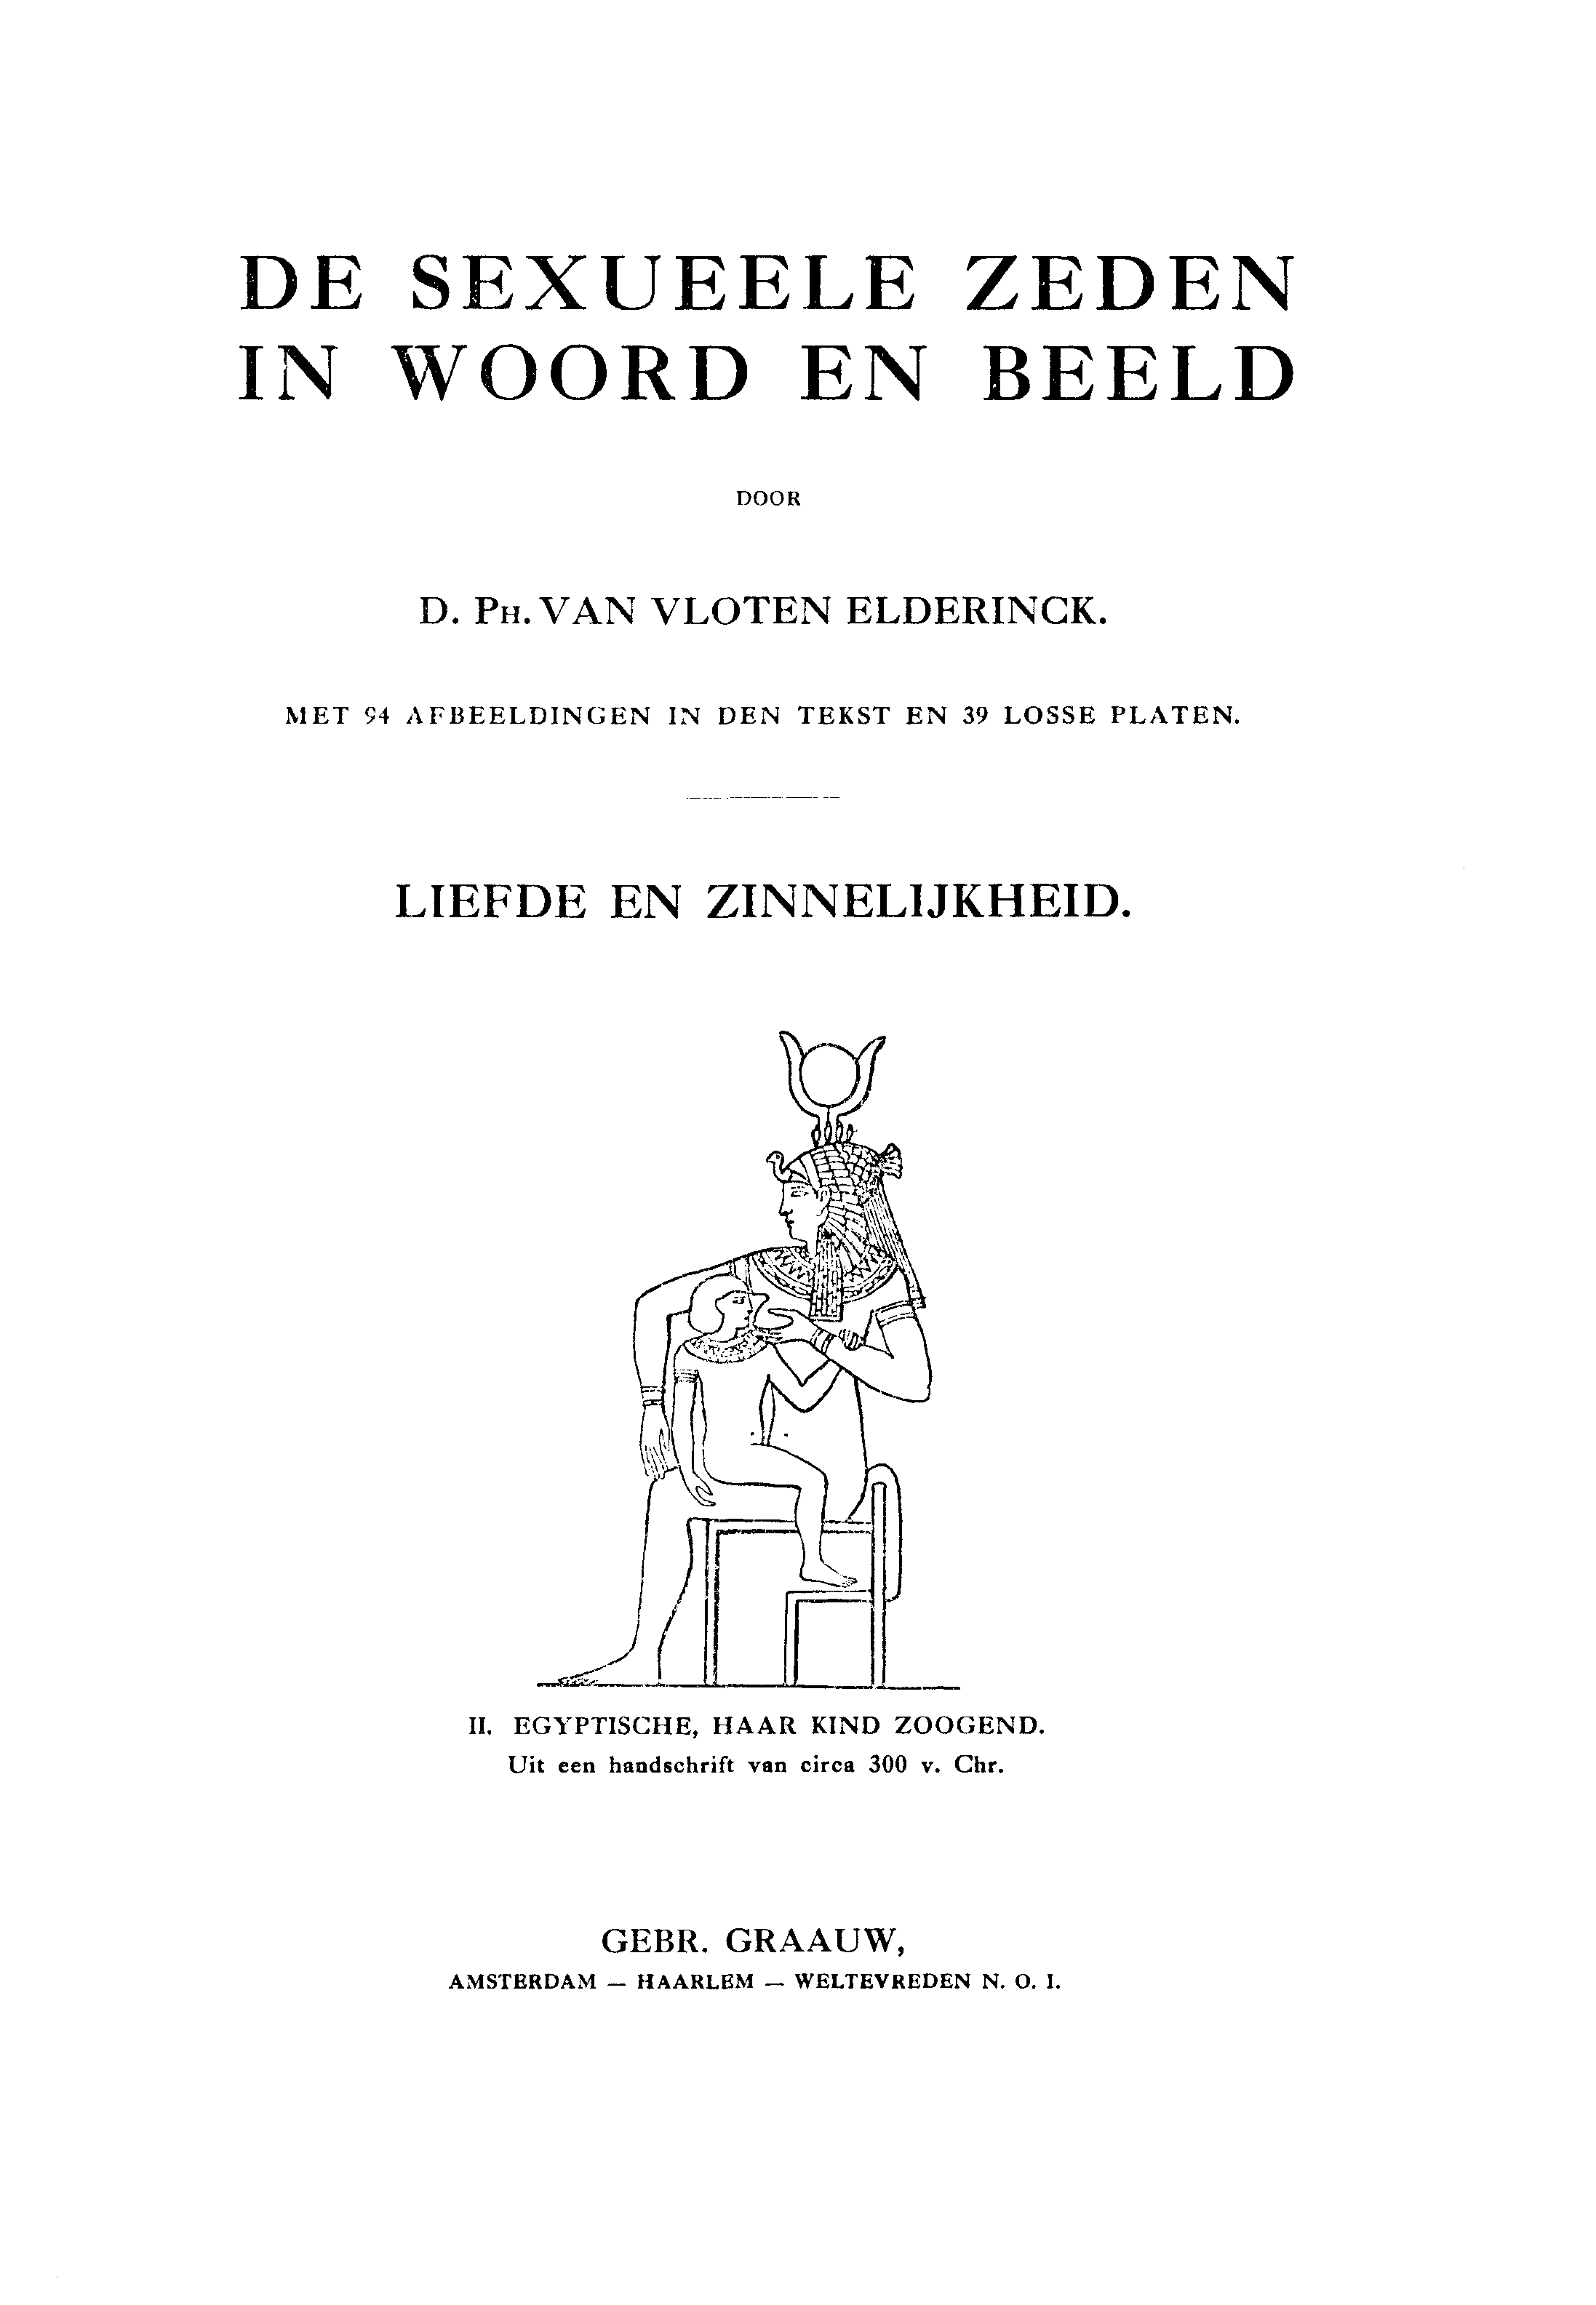 DE SEXUEELE ZEDEN
IN WOORD EN BEELD
DOOR
D. PH. VAN VLOTEN ELDERINCK.
MET 94 AFBEELDINGEN IN DEN TEKST EN 39 LOSSE PLATEN.
LIEFDE EN ZINNELIJKHEID.
II. EGYPTISCHE, HAAR KIND ZOOGEND.
Uit een handschrift van circa 300 v. Chr.
GEBR. GRAAUW,
AMSTERDAM — HAARLEM — WELTEVREDEN N. O. I.